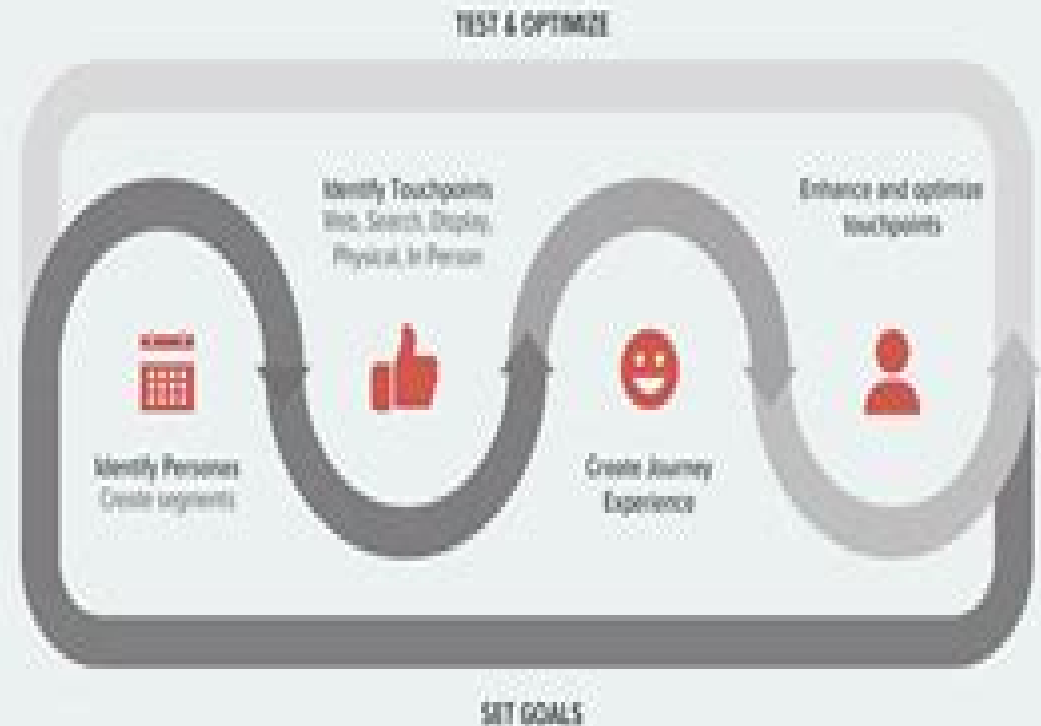 TEST & OPTIMIZE
Identify Touchpoints
Web, Search, Display,
Physical, In Person
Enhance and optimize
touchpoints
Identify Personas
Create segments
Create Journey
Experience
SET GOALS